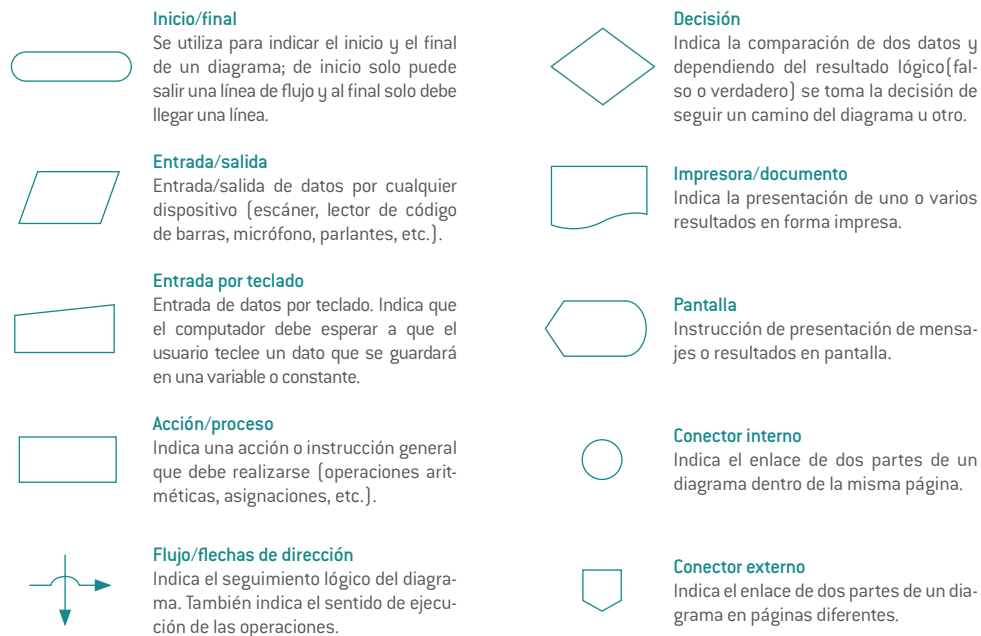 Inicio/final
Se utiliza para indicar el inicio y el final
de un diagrama; de inicio solo puede
salir una línea de flujo y al final solo debe
llegar una línea.
Entrada/salida
Entrada/salida de datos por cualquier
dispositivo (escáner, lector de código
de barras, micrófono, parlantes, etc.).
Entrada por teclado
Entrada de datos por teclado. Indica que
el computador debe esperar a que el
usuario teclee un dato que se guardará
en una variable o constante.
Acción/proceso
Indica una acción o instrucción general
que debe realizarse (operaciones arit-
méticas, asignaciones, etc.).
Flujo/flechas de dirección
Indica el seguimiento lógico del diagra-
ma. También indica el sentido de ejecu-
ción de las operaciones.
Decisión
Indica la comparación de dos datos y
dependiendo del resultado lógico(fal-
so o verdadero) se toma la decisión de
seguir un camino del diagrama u otro.
Impresora/documento
Indica la presentación de uno o varios
resultados en forma impresa.
Pantalla
Instrucción de presentación de mensa-
jes o resultados en pantalla.
Conector interno
Indica el enlace de dos partes de un
diagrama dentro de la misma página.
Conector externo
Indica el enlace de dos partes de un dia-
grama en páginas diferentes.